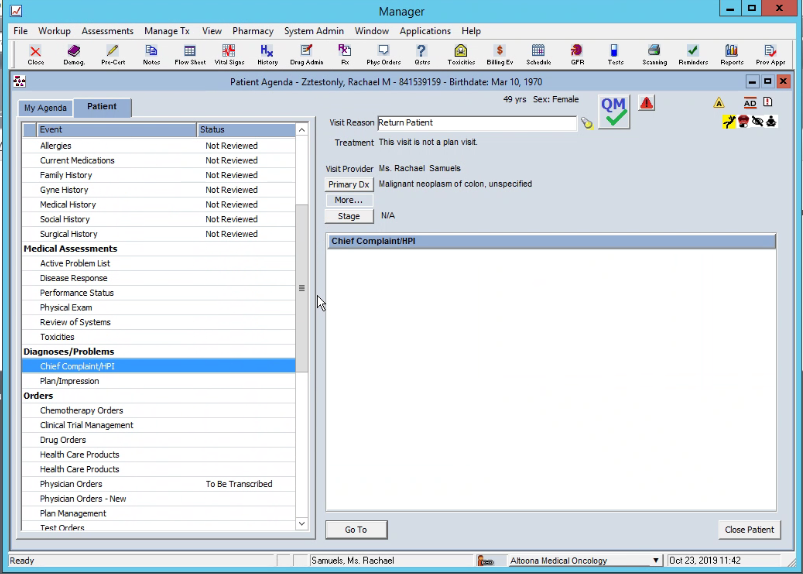 Manager
File Workup Assessments Manage Tx View Pharmacy System Admin Window Applications Help
Close Demog. Pre-Cert Notes Flow Sheet Vital Signs History Drug Admin Rx Phys Orders Qstrs Toxicities Billing Ev Schedule GFR Tests Scanning Reminders Reports Prov Appr
Patient Agenda - Zztestonly, Rachael M - 841539159 - Birthdate: Mar 10, 1970
My Agenda Patient
49 yrs Sex: Female QM A AD
Event Status
Allergies Not Reviewed
Current Medications Not Reviewed
Family History Not Reviewed
Gyne History Not Reviewed
Medical History Not Reviewed
Social History Not Reviewed
Surgical History Not Reviewed
Medical Assessments
Active Problem List
Disease Response
Performance Status
Physical Exam
Review of Systems
Toxicities
Diagnoses/Problems
Chief Complaint/HPI
Plan/Impression
Orders
Chemotherapy Orders
Clinical Trial Management
Drug Orders
Health Care Products
Health Care Products
Physician Orders To Be Transcribed
Physician Orders - New
Plan Management
Test Orders
Visit Reason Return Patient
Treatment This visit is not a plan visit.
Visit Provider Ms. Rachael Samuels
Primary Dx Malignant neoplasm of colon, unspecified
More...
Stage N/A
Chief Complaint/HPI
Go To Close Patient
Ready Samuels, Ms. Rachael Altoona Medical Oncology Oct 23, 2019 11:42